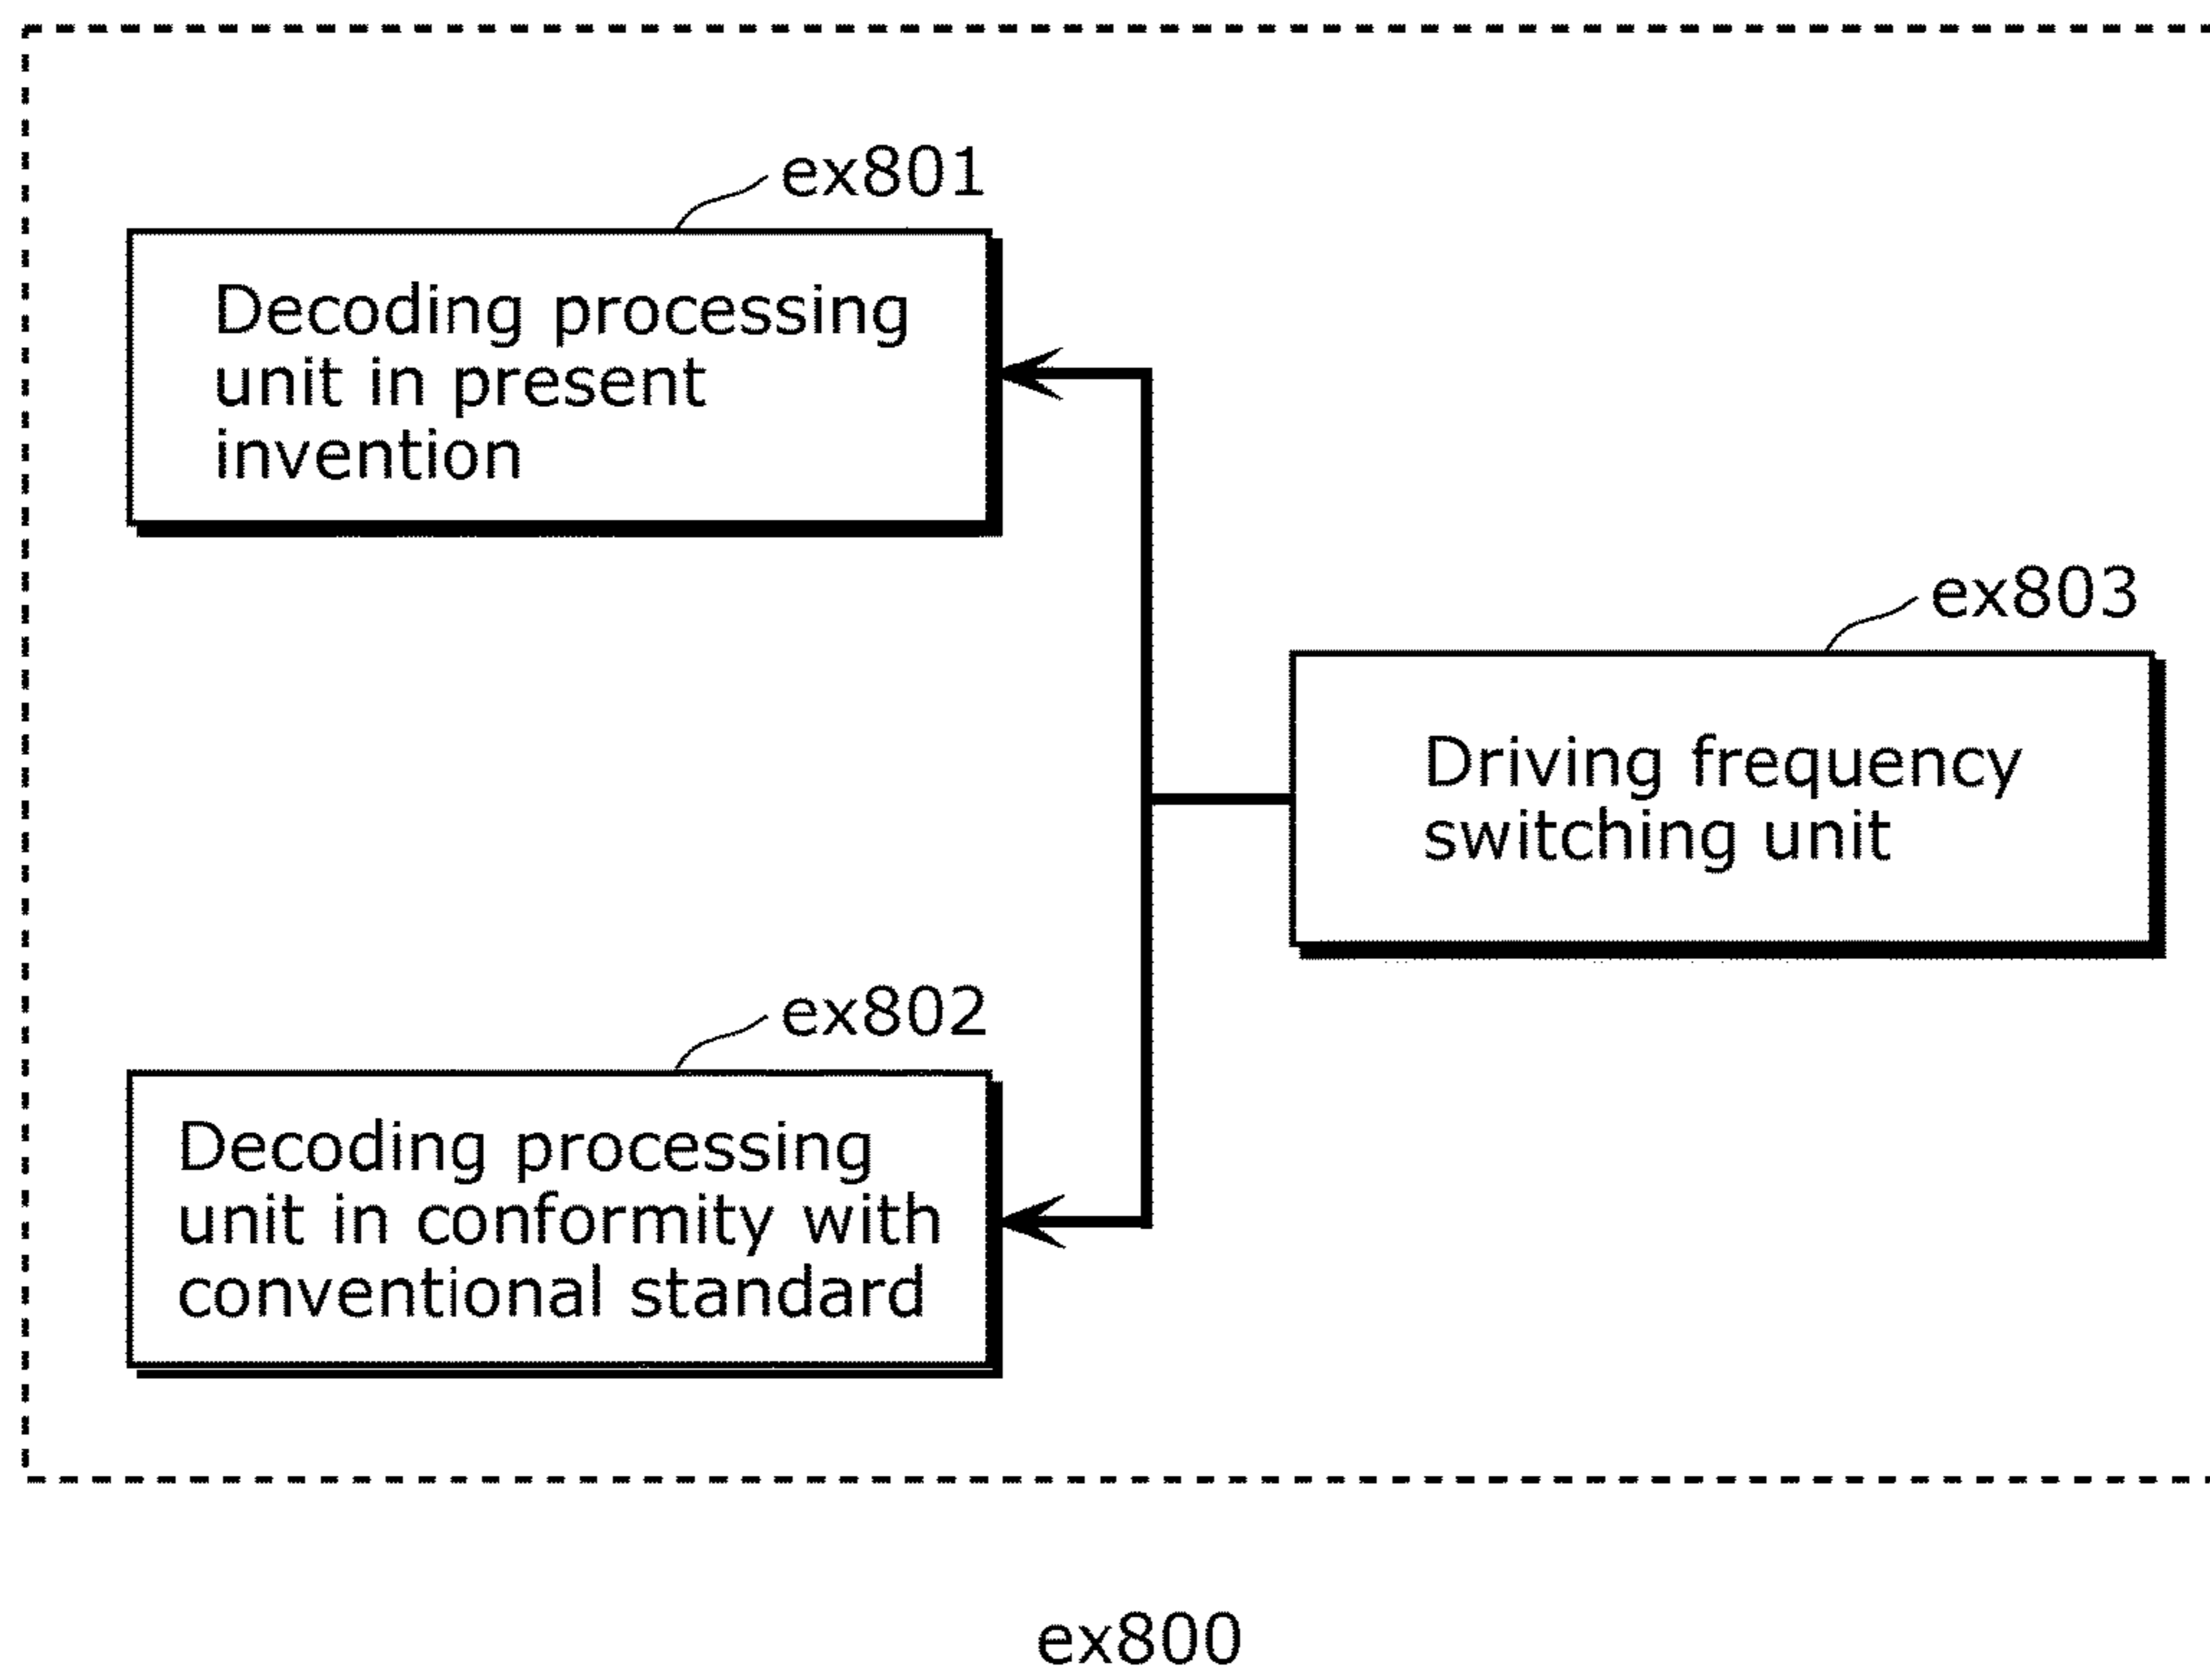 ex801
Decoding processing
unit in present
invention
ex803
Driving frequency
switching unit
ex802
Decoding processing
unit in conformity with
conventional standard
ex800